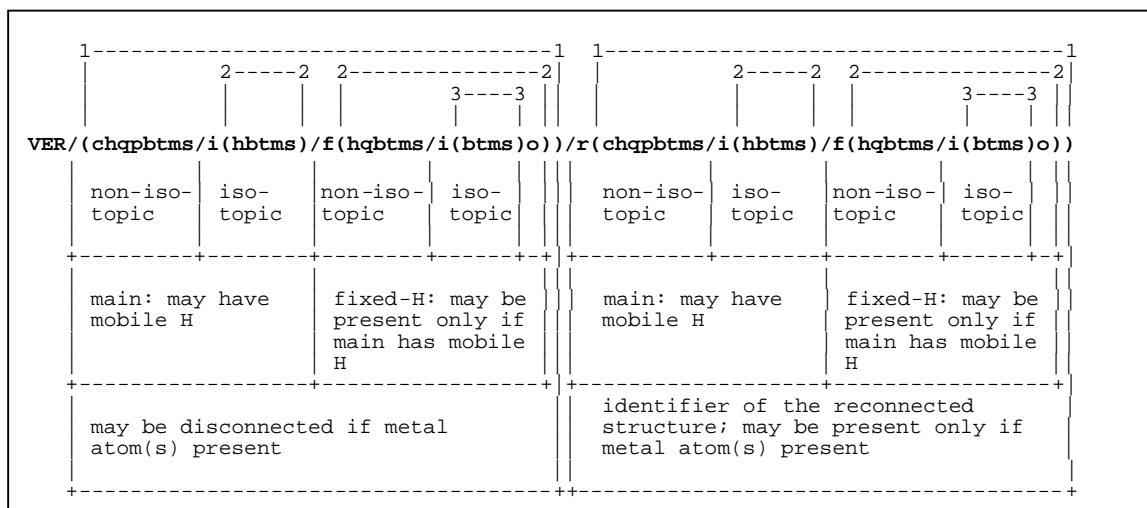 1---------------------------------------1 1---------------------------------------1
2-----2 2-----------------2 2-----2 2-----------------2
3----3 3----3
VER/(chqpbtms/i(hbtms)/f(hqbtms/i(btms)o))/r(chqpbtms/i(hbtms)/f(hqbtms/i(btms)o))
non-iso- iso- non-iso- iso- non-iso- iso- non-iso- iso-
topic topic topic topic topic topic topic topic
main: may have fixed-H: may be main: may have fixed-H: may be
mobile H present only if mobile H present only if
main has mobile main has mobile
H H
identifier of the reconnected
may be disconnected if metal structure; may be present only if
atom(s) present metal atom(s) present